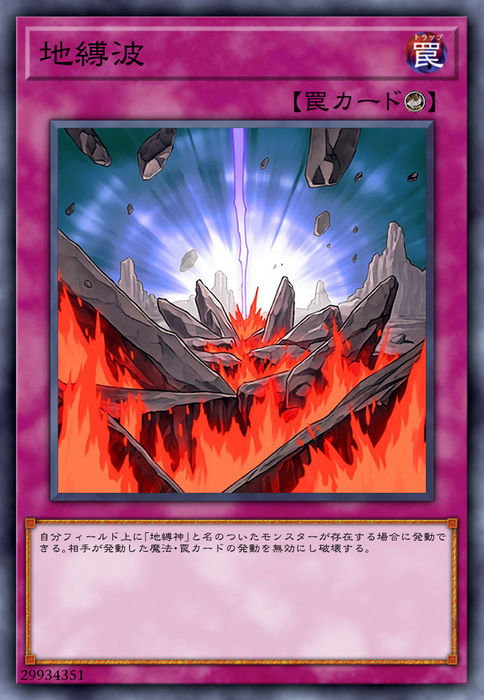 地縛波
トラップ
罠
【罠カード】
自分フィールド上に「地縛神」と名のついたモンスターが存在する場合に発動で
きる。相手が発動した魔法・罠カードの発動を無効にし破壊する。
29934351